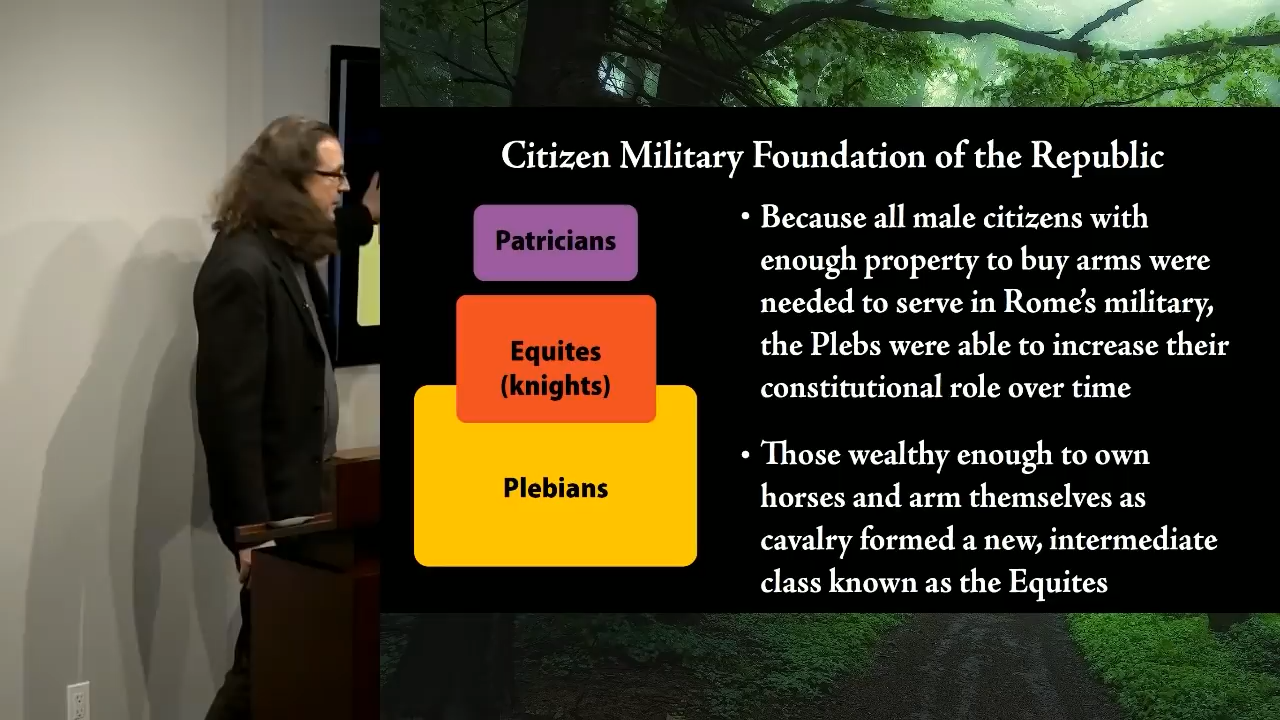 Citizen Military Foundation of the Republic
Patricians
Equites
(knights)
Plebians
• Because all male citizens with
enough property to buy arms were
needed to serve in Rome’s military,
the Plebs were able to increase their
constitutional role over time
• Those wealthy enough to own
horses and arm themselves as
cavalry formed a new, intermediate
class known as the Equites